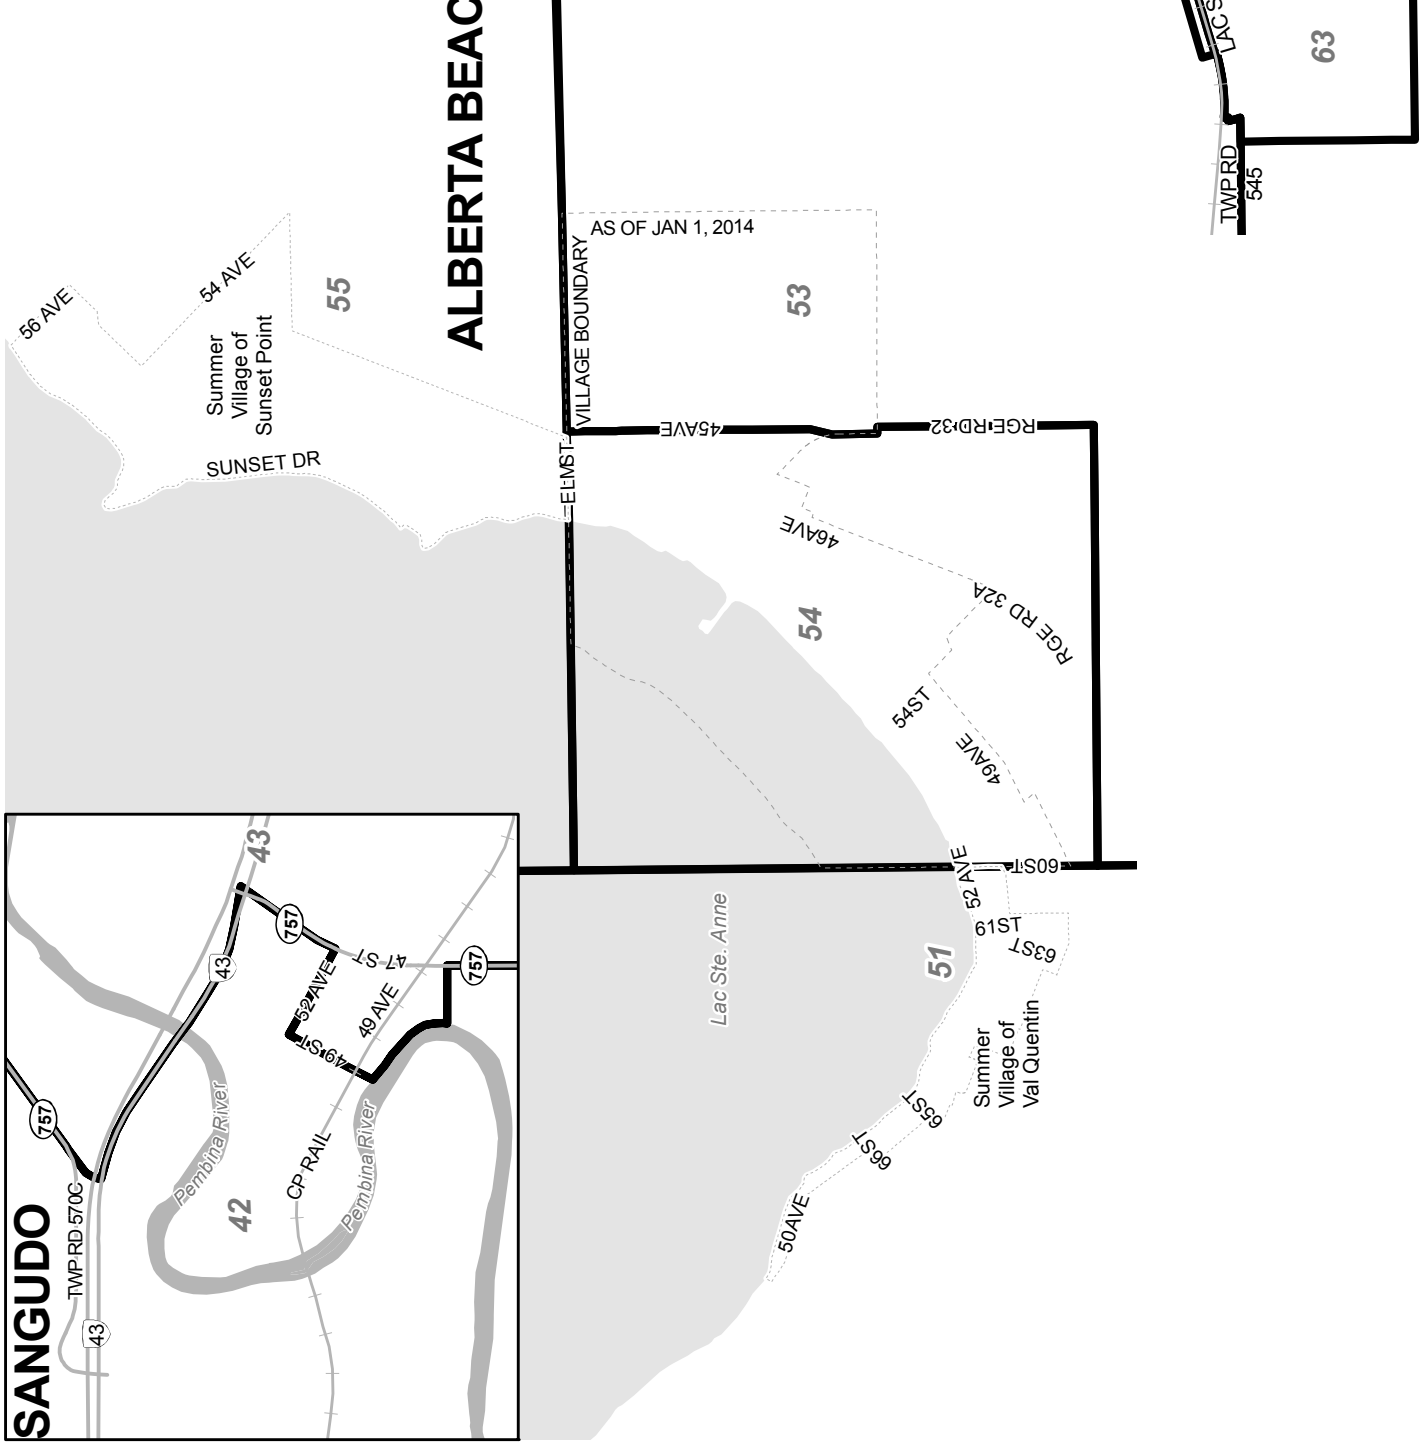 SANGUDO
TWP RD 570C
43
757
43
757
43
52 AVE
47 ST
49 ST
49 AVE
757
Pembina River
Pembina River
CP RAIL
42
ALBERTA BEAC
56 AVE
54 AVE
55
Summer
Village of
Sunset Point
SUNSET DR
ELM ST
VILLAGE BOUNDARY
AS OF JAN 1, 2014
53
45AVE
RGE RD 32
46AVE
54
RGE RD 32A
54ST
49AVE
60ST
52 AVE
61ST
63ST
51
Lac Ste. Anne
Summer
Village of
Val Quentin
65ST
66ST
50AVE
LAC S
63
TWP RD
545